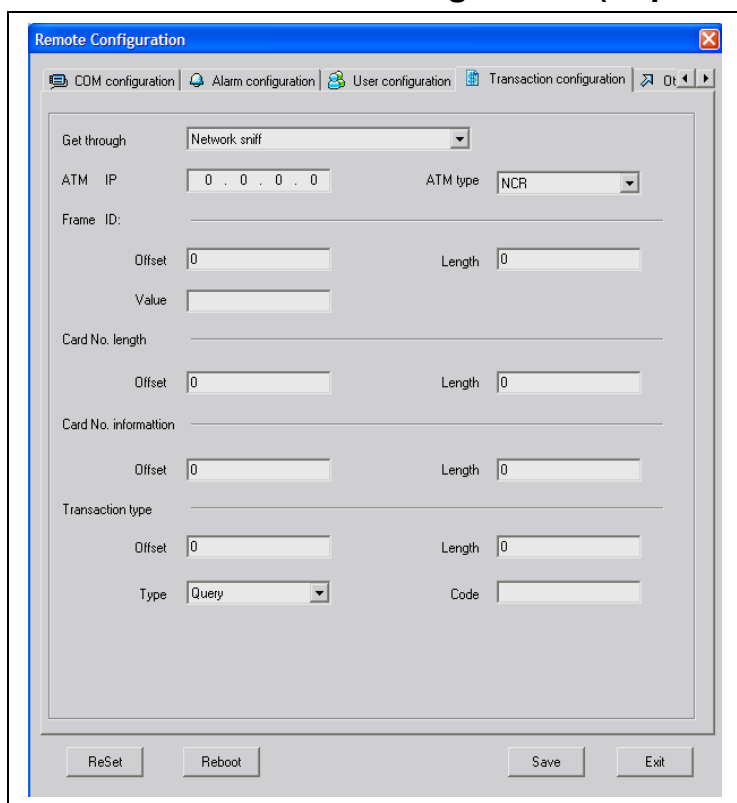 Remote Configuration
COM configuration Alarm configuration User configuration Transaction configuration
Get through Network sniff
ATM IP 0 . 0 . 0 . 0 ATM type NCR
Frame ID:
Offset 0 Length 0
Value
Card No. length
Offset 0 Length 0
Card No. informattion
Offset 0 Length 0
Transaction type
Offset 0 Length 0
Type Query Code
ReSet Reboot Save Exit